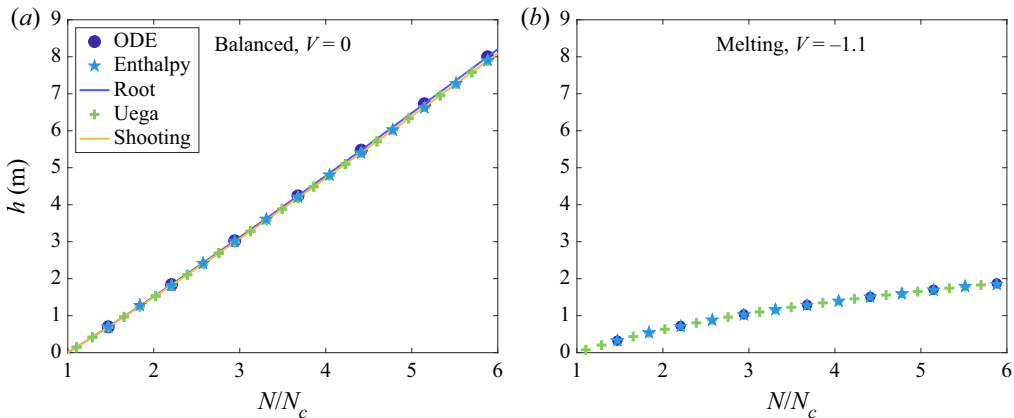 (a)
9
8
7
6
5
4
3
2
1
0
h (m)
ODE
Enthalpy
Root
Uega
Shooting
Balanced, V = 0
1 2 3 4 5 6
N/N_c
(b)
9
8
7
6
5
4
3
2
1
0
Melting, V = –1.1
1 2 3 4 5 6
N/N_c